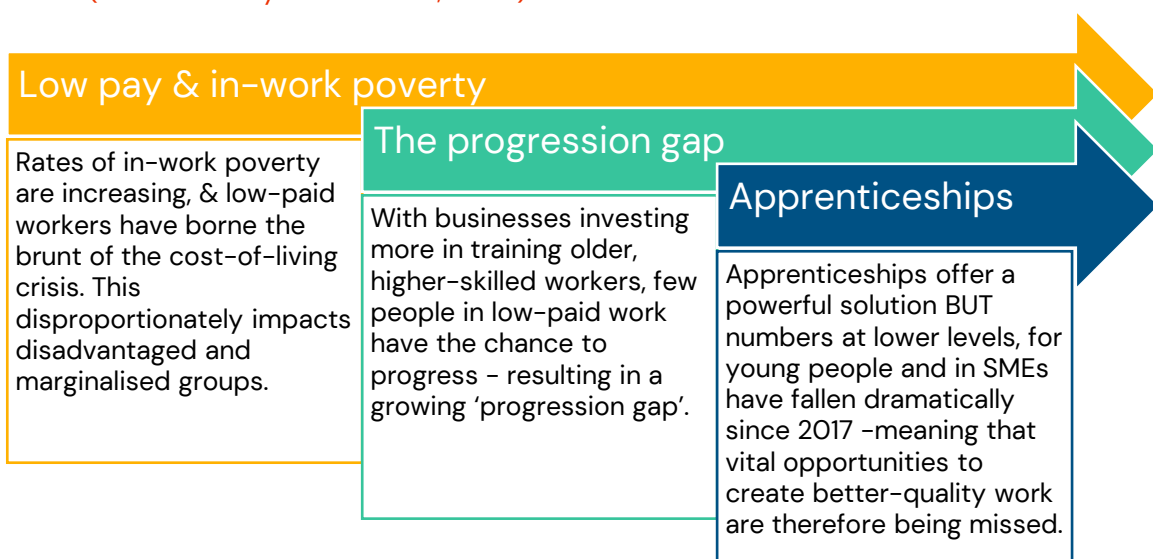 Low pay & in-work poverty
Rates of in-work poverty
are increasing, & low-paid
workers have borne the
brunt of the cost-of-living
crisis. This
disproportionately impacts
disadvantaged and
marginalised groups.
The progression gap
With businesses investing
more in training older,
higher-skilled workers, few
people in low-paid work
have the chance to
progress - resulting in a
growing ‘progression gap’.
Apprenticeships
Apprenticeships offer a
powerful solution BUT
numbers at lower levels, for
young people and in SMEs
have fallen dramatically
since 2017 -meaning that
vital opportunities to
create better-quality work
are therefore being missed.